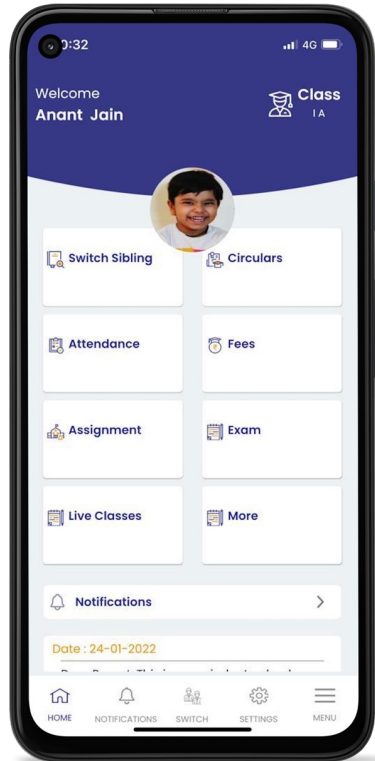 0:32 4G
Welcome
Anant Jain
Class
I A
Switch Sibling
Circulars
Attendance
Fees
Assignment
Exam
Live Classes
More
Notifications
Date : 24-01-2022
HOME NOTIFICATIONS SWITCH SETTINGS MENU